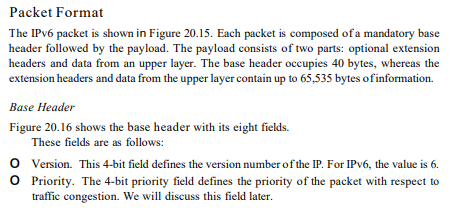 Packet Format
The IPv6 packet is shown in Figure 20.15. Each packet is composed of a mandatory base
header followed by the payload. The payload consists of two parts: optional extension
headers and data from an upper layer. The base header occupies 40 bytes, whereas the
extension headers and data from the upper layer contain up to 65,535 bytes of information.
Base Header
Figure 20.16 shows the base header with its eight fields.
These fields are as follows:
O Version. This 4-bit field defines the version number of the IP. For IPv6, the value is 6.
O Priority. The 4-bit priority field defines the priority of the packet with respect to
traffic congestion. We will discuss this field later.